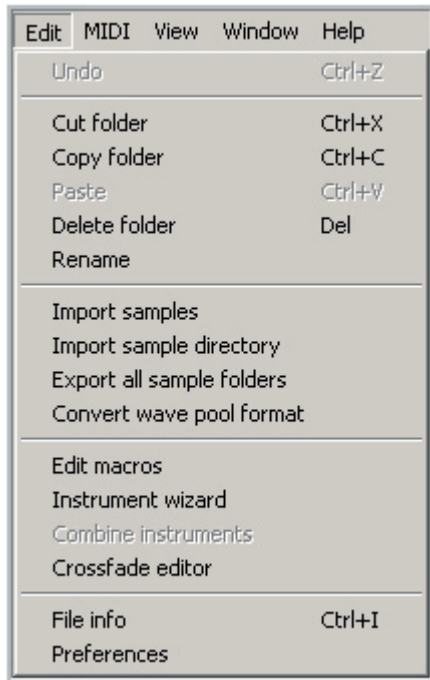 Edit MIDI View Window Help
Undo Ctrl+Z
Cut folder Ctrl+X
Copy folder Ctrl+C
Paste Ctrl+V
Delete folder Del
Rename
Import samples
Import sample directory
Export all sample folders
Convert wave pool format
Edit macros
Instrument wizard
Combine instruments
Crossfade editor
File info Ctrl+I
Preferences